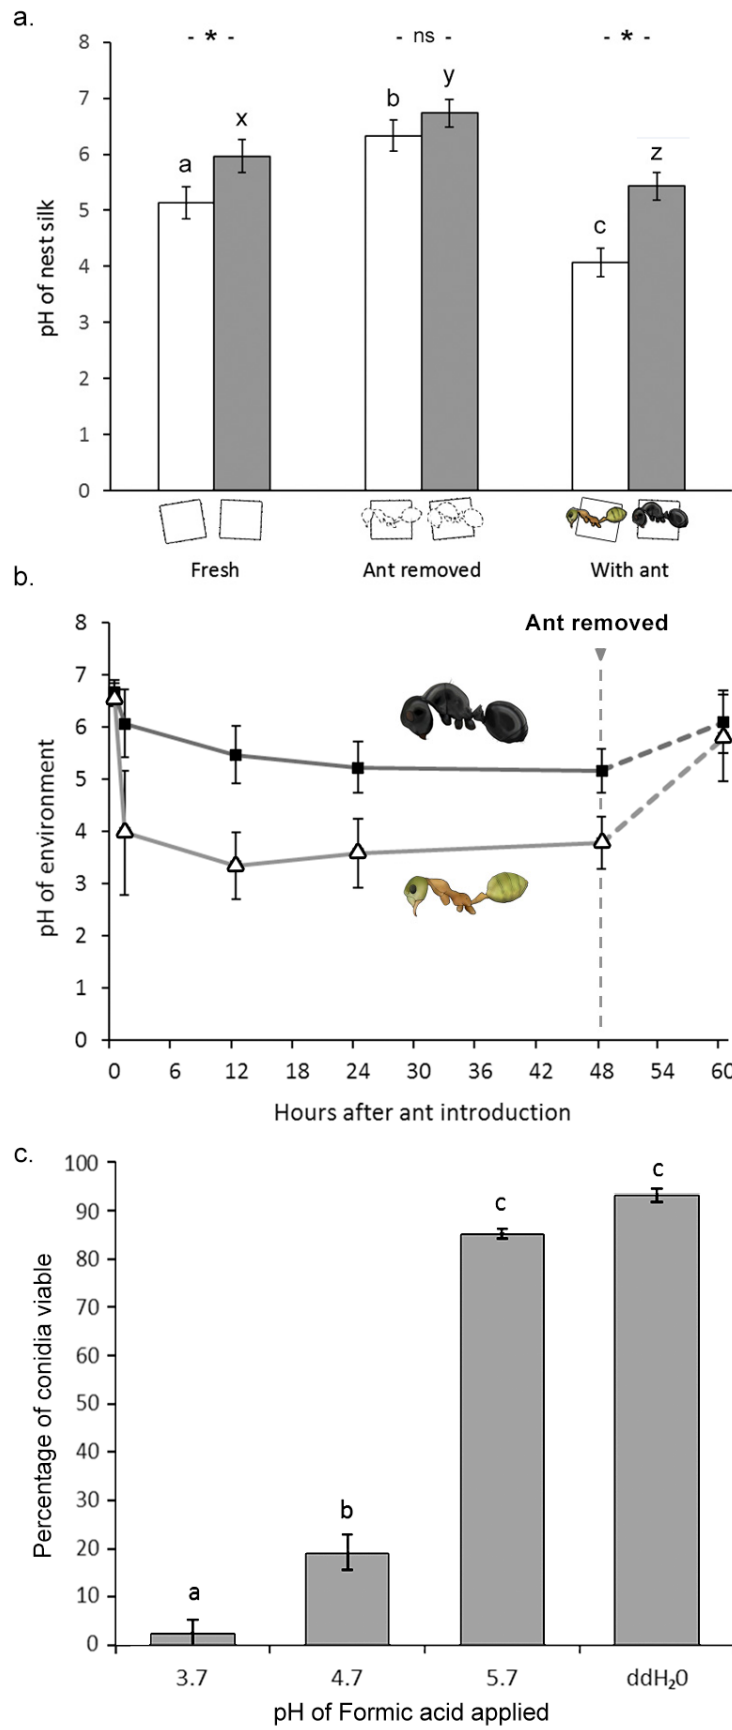 a.
- * -
- ns -
- * -
8
7
6
5
4
3
2
1
0
pH of nest silk
a
x
b
y
c
z
Fresh
Ant removed
With ant
b.
Ant removed
8
7
6
5
4
3
2
1
0
pH of environment
0 6 12 18 24 30 36 42 48 54 60
Hours after ant introduction
c.
100
90
80
70
60
50
40
30
20
10
0
Percentage of conidia viable
a
b
c
c
3.7 4.7 5.7 ddH₂0
pH of Formic acid applied